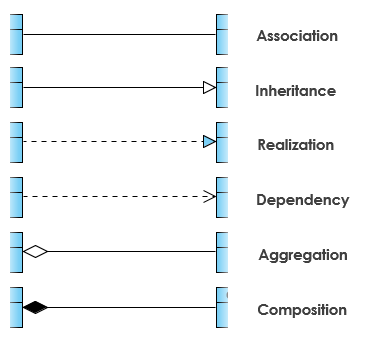 Association
Inheritance
Realization
Dependency
Aggregation
Composition